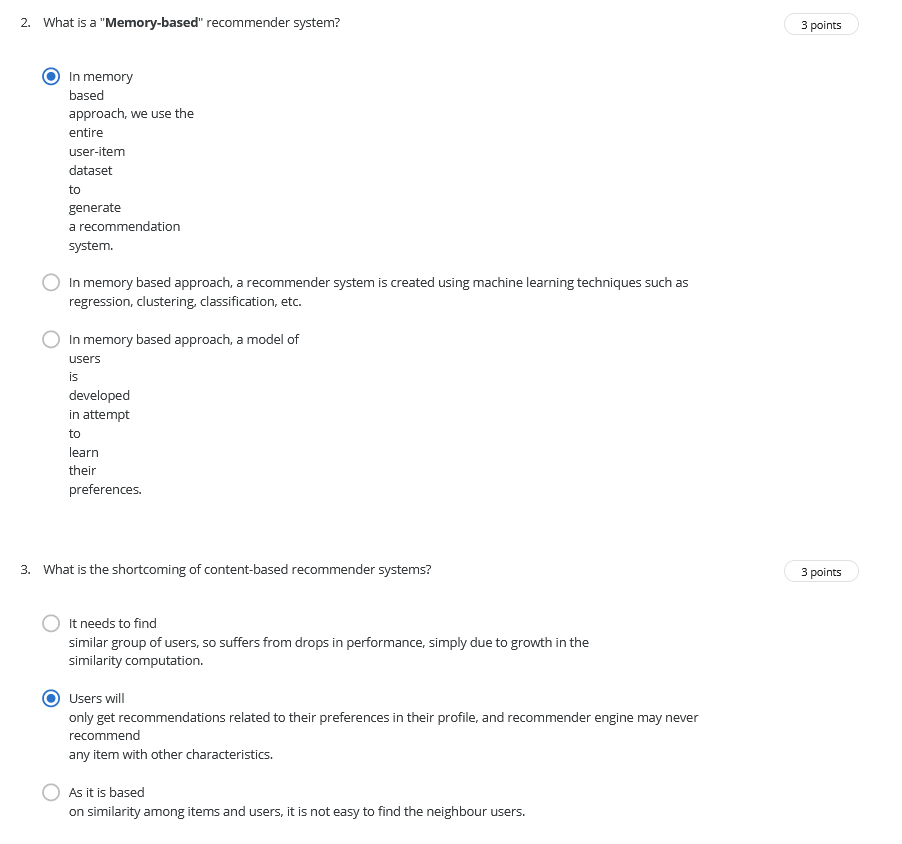 2. What is a "Memory-based" recommender system?
3 points
In memory
based
approach, we use the
entire
user-item
dataset
to
generate
a recommendation
system.
In memory based approach, a recommender system is created using machine learning techniques such as
regression, clustering, classification, etc.
In memory based approach, a model of
users
is
developed
in attempt
to
learn
their
preferences.
3. What is the shortcoming of content-based recommender systems?
3 points
It needs to find
similar group of users, so suffers from drops in performance, simply due to growth in the
similarity computation.
Users will
only get recommendations related to their preferences in their profile, and recommender engine may never
recommend
any item with other characteristics.
As it is based
on similarity among items and users, it is not easy to find the neighbour users.